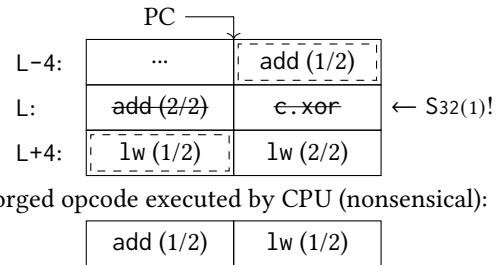 PC
L-4: ... add (1/2)
L: add (2/2) c.xor ← S32(1)!
L+4: lw (1/2) lw (2/2)
orged opcode executed by CPU (nonsensical):
add (1/2) lw (1/2)